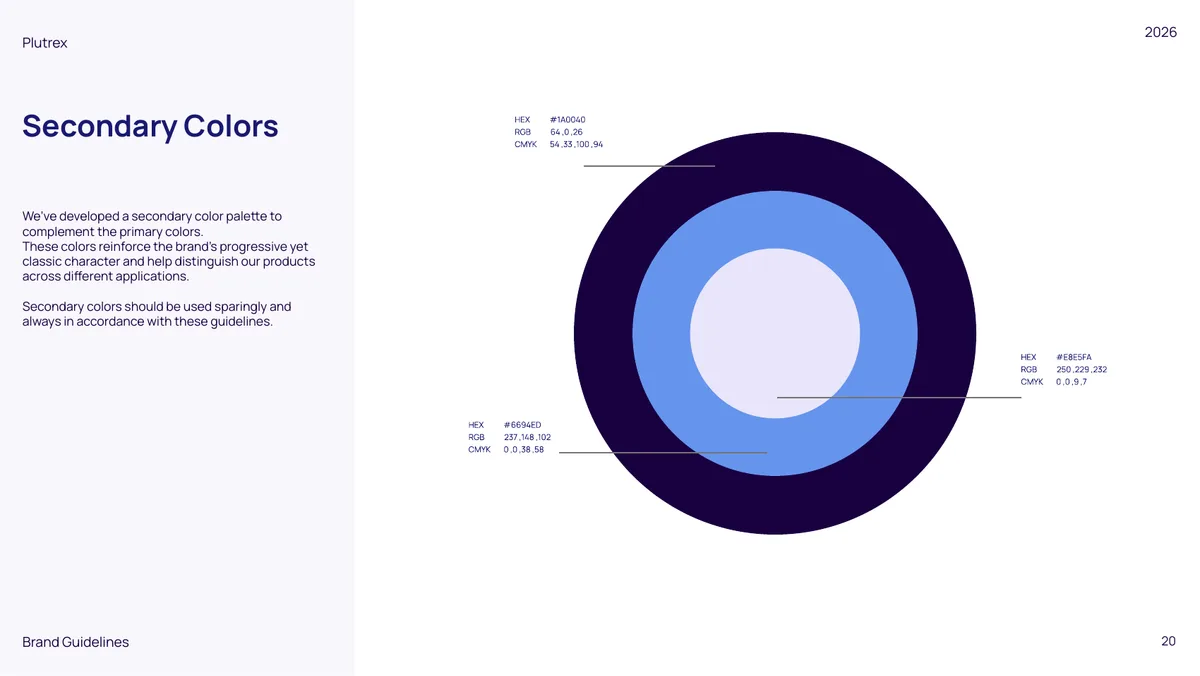 Plutrex
2026
Secondary Colors
We've developed a secondary color palette to
complement the primary colors.
These colors reinforce the brand's progressive yet
classic character and help distinguish our products
across different applications.
Secondary colors should be used sparingly and
always in accordance with these guidelines.
HEX #1A0040
RGB 64,0,26
CMYK 54,33,100,94
HEX #E8E5FA
RGB 250,229,232
CMYK 0,0,9,7
HEX #6694ED
RGB 237,148,102
CMYK 0,0,38,58
Brand Guidelines
20